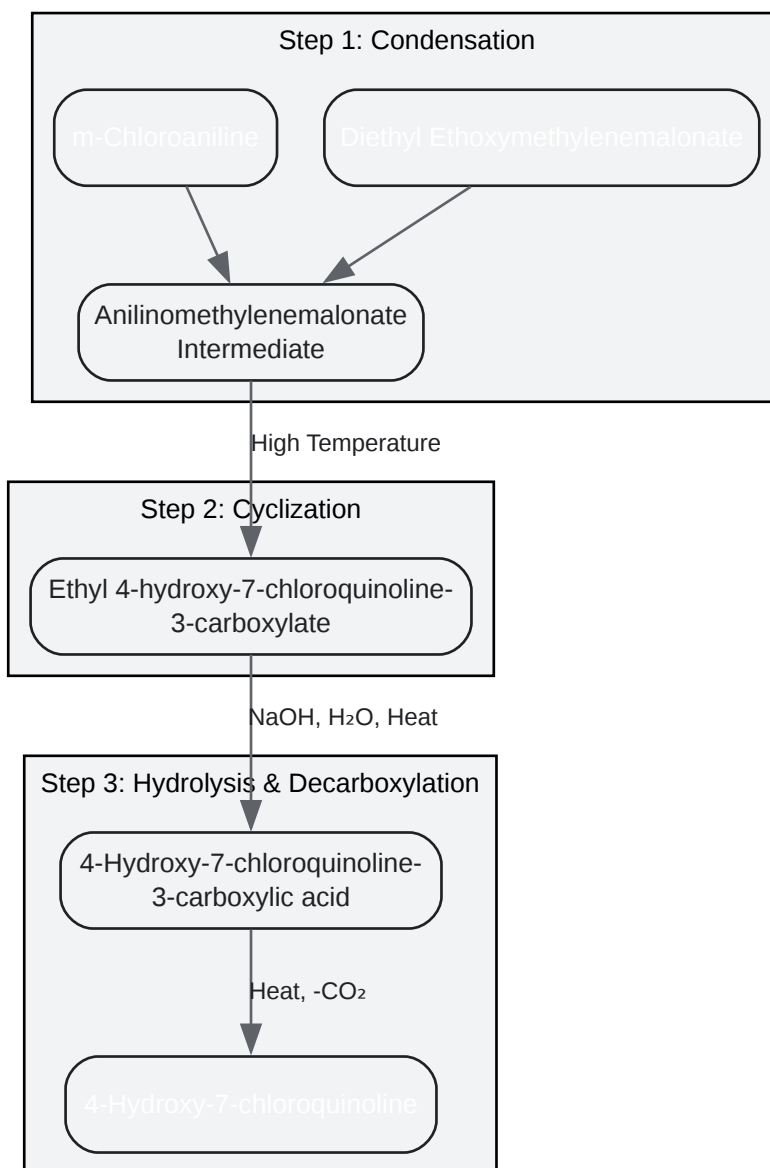 Step 1: Condensation
m-Chloroaniline
Diethyl Ethoxymethylenemalonate
Anilinomethylenemalonate
Intermediate
High Temperature
Step 2: Cyclization
Ethyl 4-hydroxy-7-chloroquinoline-
3-carboxylate
NaOH, H₂O, Heat
Step 3: Hydrolysis & Decarboxylation
4-Hydroxy-7-chloroquinoline-
3-carboxylic acid
Heat, -CO₂
4-Hydroxy-7-chloroquinoline